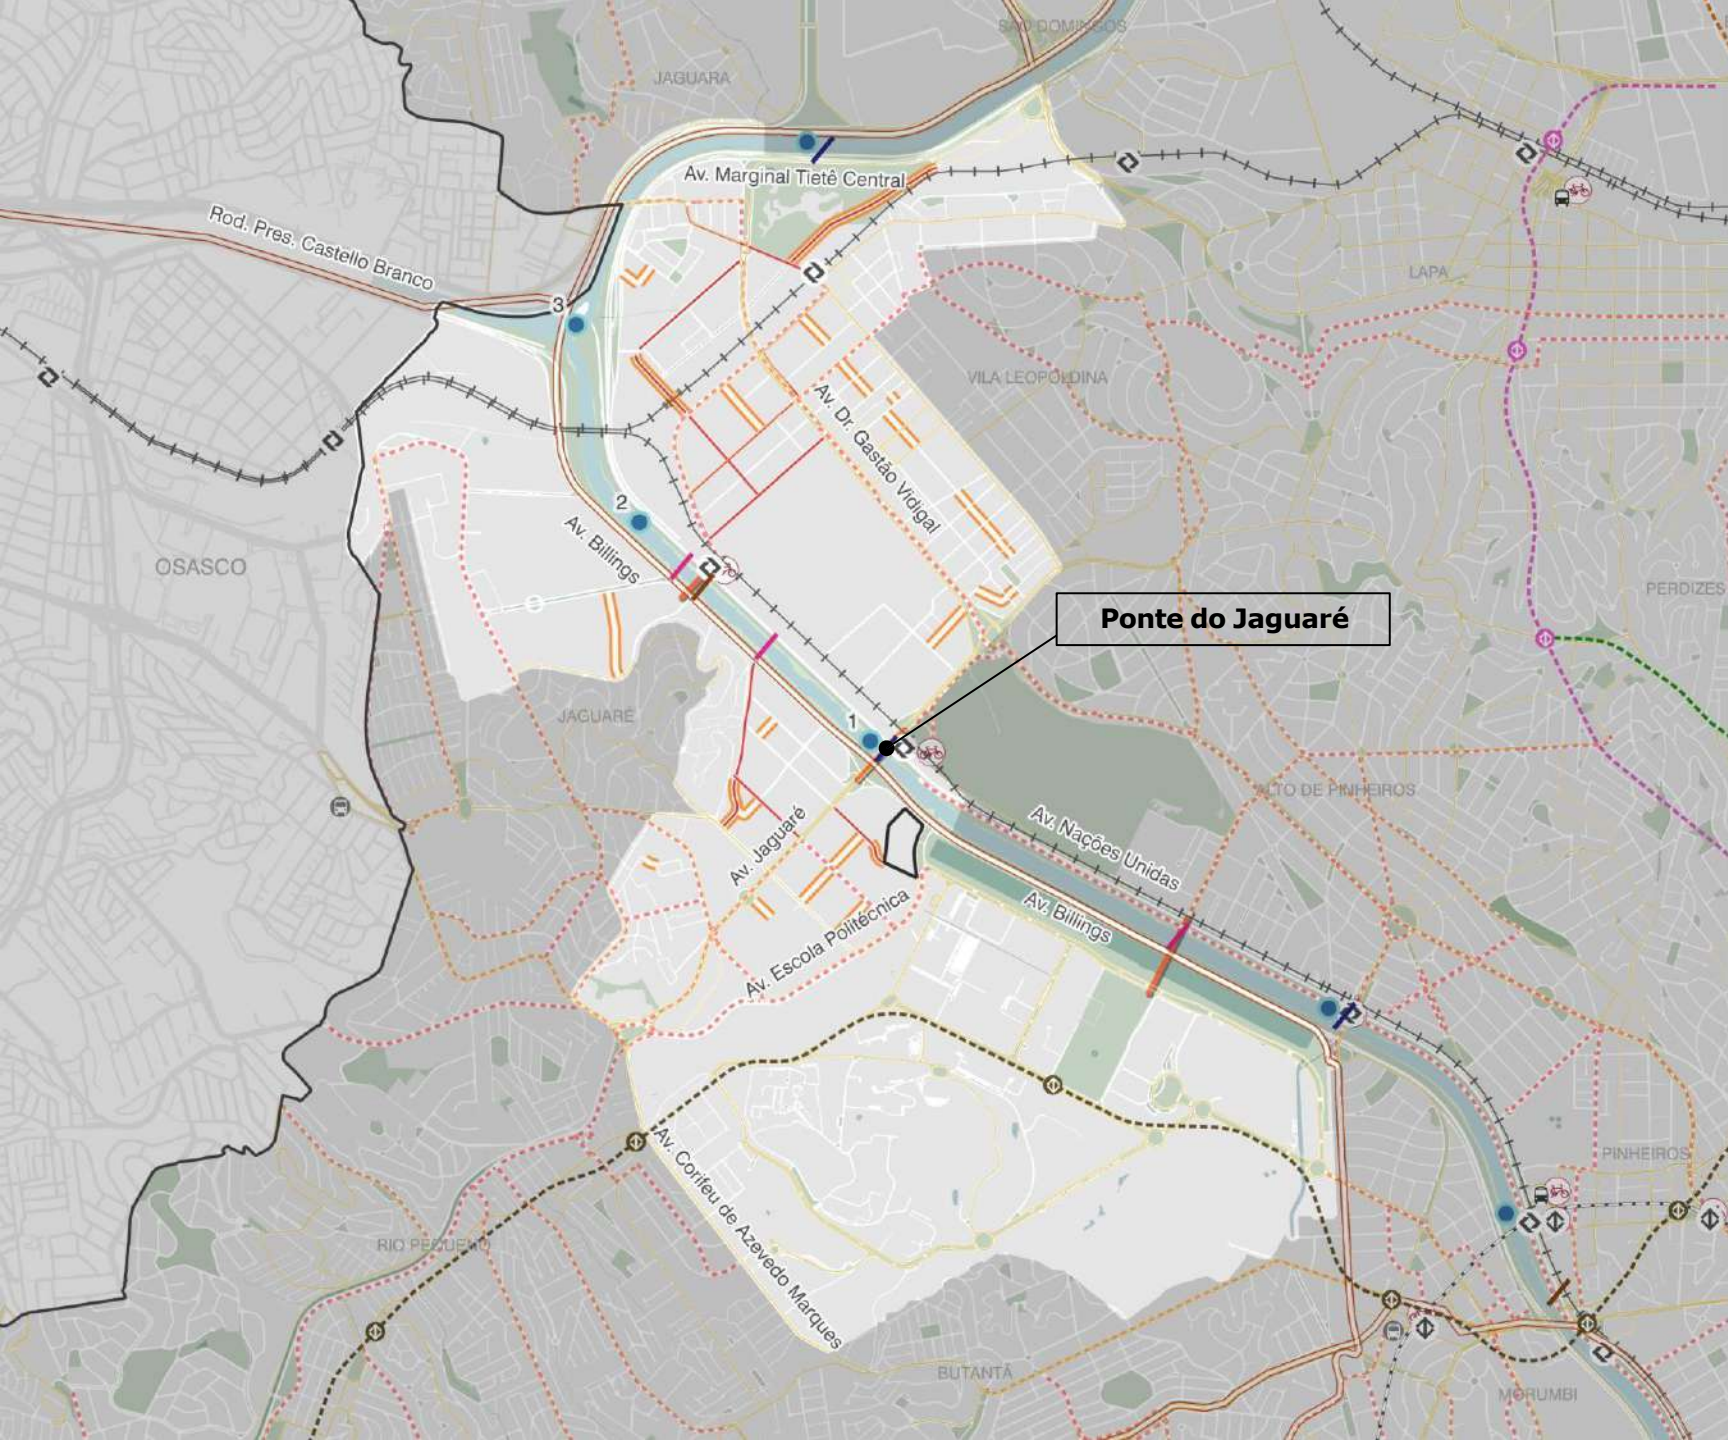 SÃO DOMINGOS
JAGUARA
Av. Marginal Tietê Central
Rod. Pres. Castello Branco
LAPA
3
VILA LEOPOLDINA
Av. Dr. Gastão Vidigal
2
Av. Billings
OSASCO
PERDIZES
Ponte do Jaguaré
JAGUARÉ
1
ALTO DE PINHEIROS
Av. Nações Unidas
Av. Jaguaré
Av. Billings
Av. Escola Politécnica
PINHEIROS
Av. Corifeu de Azevedo Marques
RIO PEQUENO
BUTANTÃ
MORUMBI